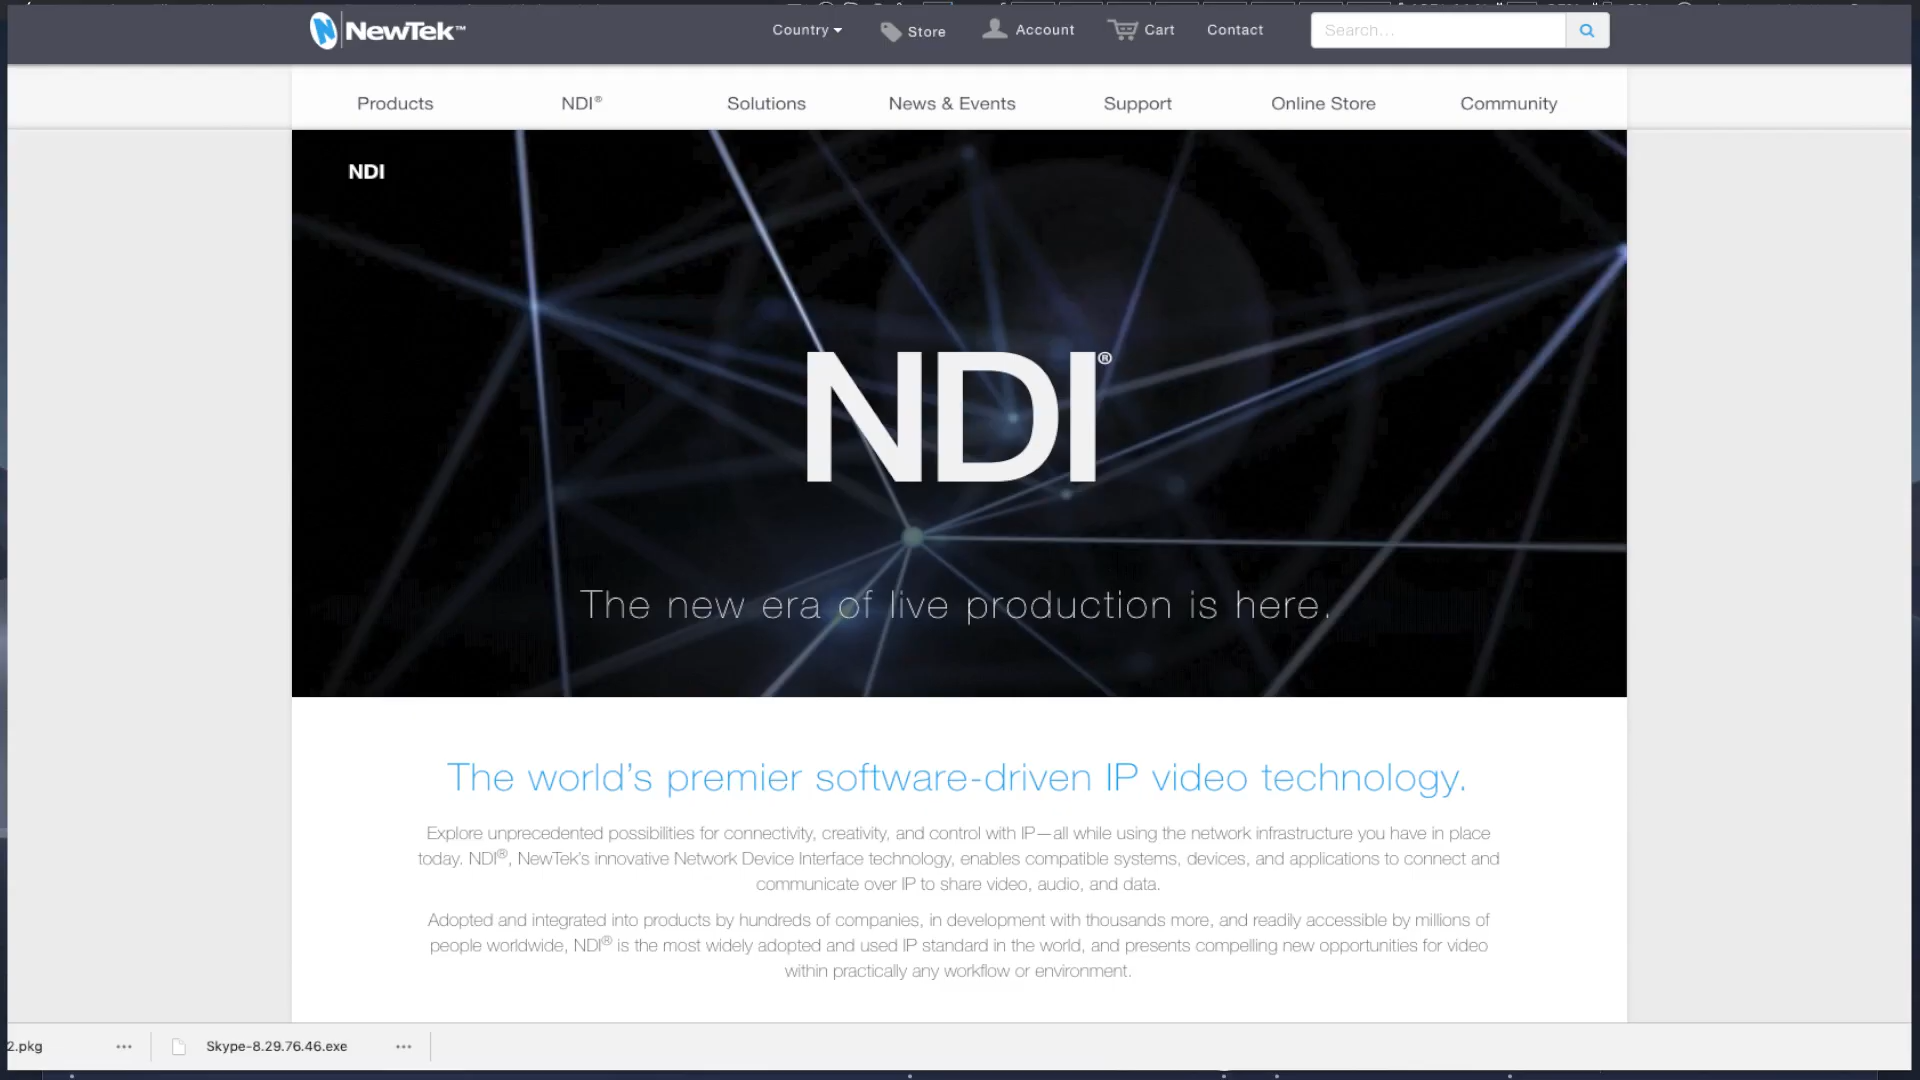 NewTek™
Country
Store
Account
Cart
Contact
Search...
Products
NDI®
Solutions
News & Events
Support
Online Store
Community
NDI
NDI®
The new era of live production is here.
The world's premier software-driven IP video technology.
Explore unprecedented possibilities for connectivity, creativity, and control with IP—all while using the network infrastructure you have in place
today. NDI®, NewTek's innovative Network Device Interface technology, enables compatible systems, devices, and applications to connect and
communicate over IP to share video, audio, and data.
Adopted and integrated into products by hundreds of companies, in development with thousands more, and readily accessible by millions of
people worldwide, NDI® is the most widely adopted and used IP standard in the world, and presents compelling new opportunities for video
within practically any workflow or environment.
2.pkg
Skype-8.29.76.46.exe